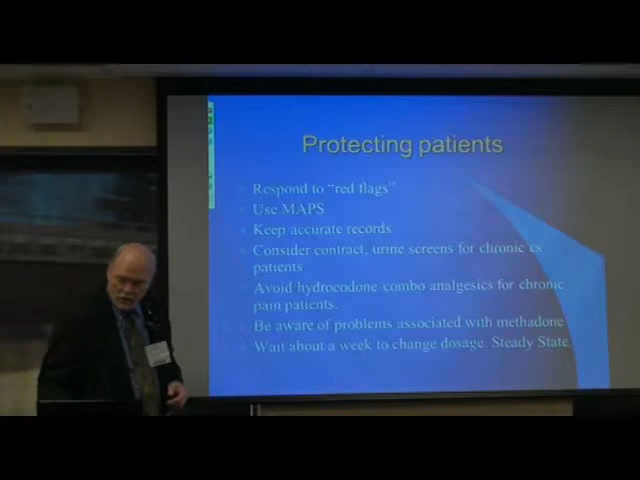 Protecting patients
Respond to "red flags"
Use MAPS
Keep accurate records
Consider contract, urine screens for chronic cs
patients
Avoid hydrocodone combo analgesics for chronic
pain patients.
Be aware of problems associated with methadone
Wait about a week to change dosage. Steady State.